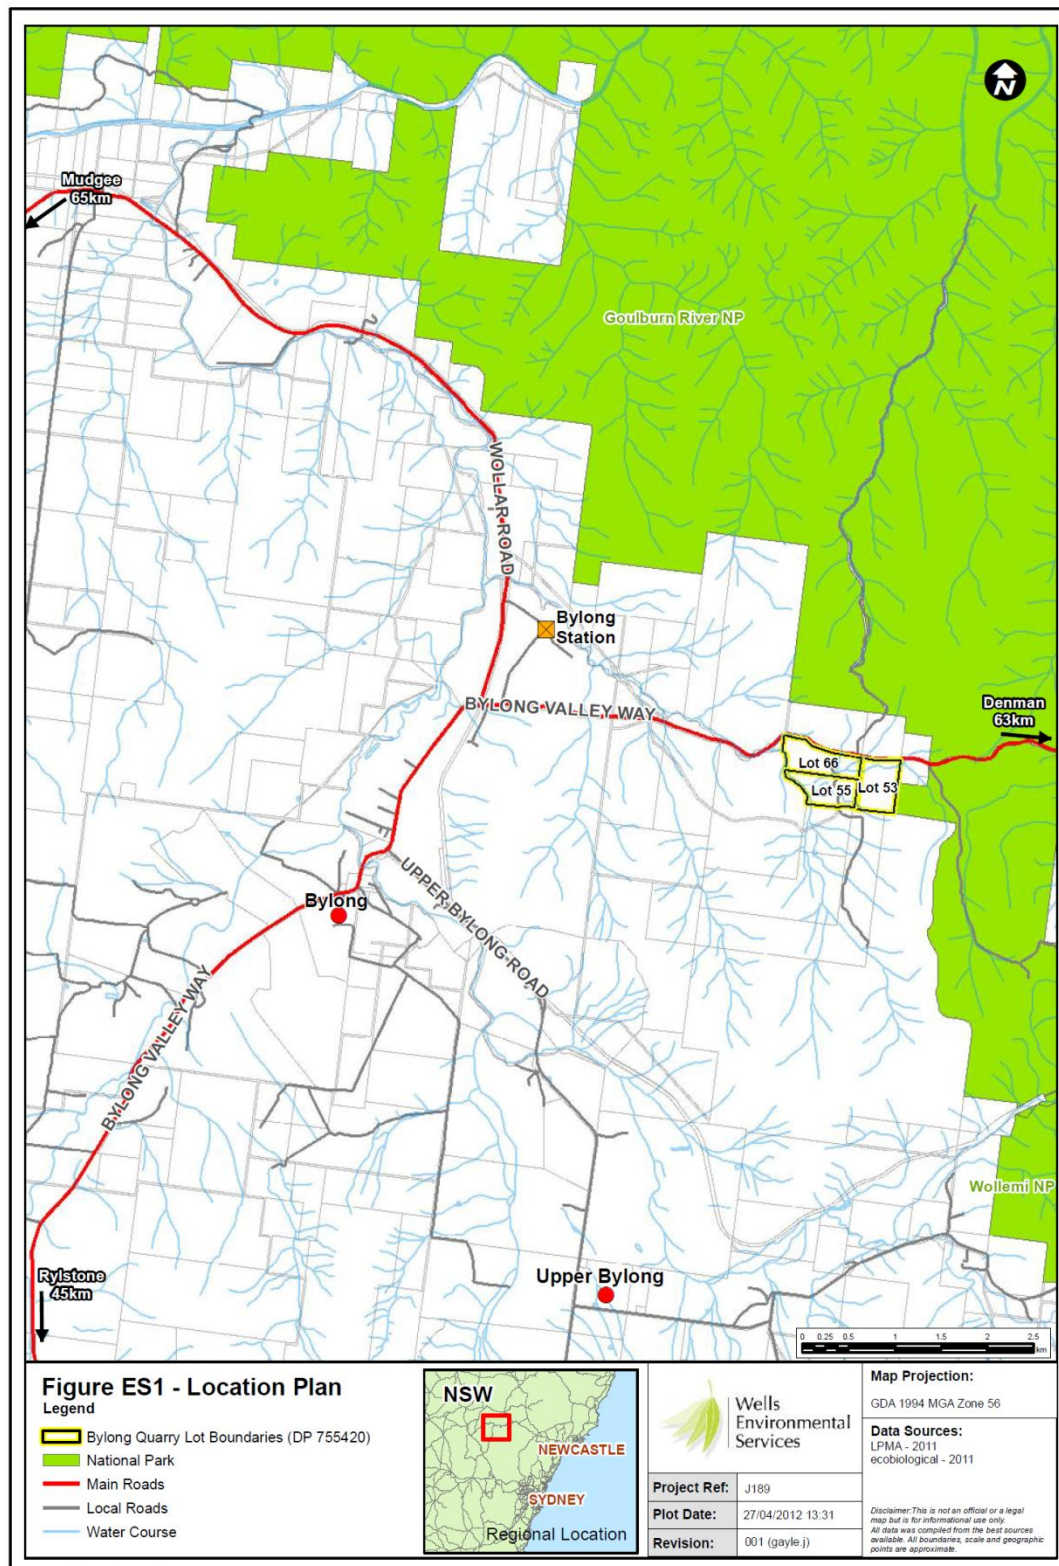 N
Mudgee
65km
Goulburn River NP
WOLLAR ROAD
Bylong
Station
BYLONG VALLEY WAY
Denman
63km
Lot 66
Lot 55
Lot 53
UPPER BYLONG ROAD
Bylong
BYLONG VALLEY WAY
Wollemi NP
Rylstone
45km
Upper Bylong
0 0.25 0.5 1 1.5 2 2.5
km
Figure ES1 - Location Plan
Legend
Bylong Quarry Lot Boundaries (DP 755420)
National Park
Main Roads
Local Roads
Water Course
NSW
NEWCASTLE
SYDNEY
Regional Location
Wells
Environmental
Services
Project Ref: J189
Plot Date: 27/04/2012 13:31
Revision: 001 (gayle.j)
Map Projection:
GDA 1994 MGA Zone 56
Data Sources:
LPMA - 2011
ecobiological - 2011
Disclaimer:This is not an official or a legal
map but is for informational use only.
All data was compiled from the best sources
available. All boundaries, scale and geographic
points are approximate.